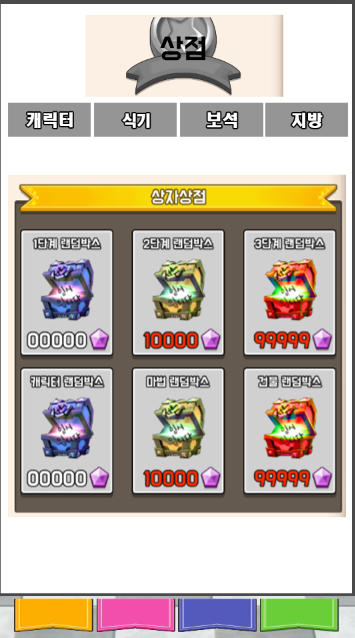 상점
캐릭터 식기 보석 지방
상자상점
1단계 랜덤박스 2단계 랜덤박스 3단계 랜덤박스
00000 10000 99999
캐릭터 랜덤박스 마법 랜덤박스 건물 랜덤박스
00000 10000 99999